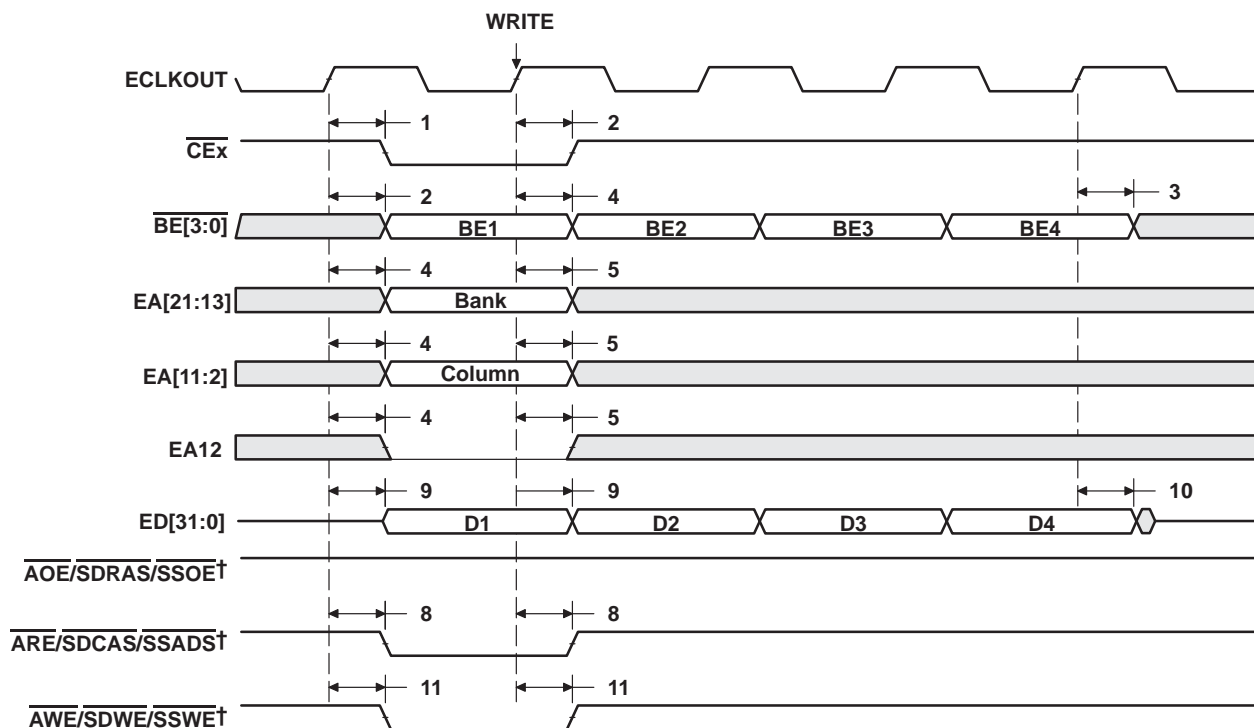 WRITE
ECLKOUT
1 2
CEx
2 4 3
BE[3:0] BE1 BE2 BE3 BE4
4 5
EA[21:13] Bank
4 5
EA[11:2] Column
4 5
EA12
9 9 10
ED[31:0] D1 D2 D3 D4
AOE/SDRAS/SSOE†
8 8
ARE/SDCAS/SSADS†
11 11
AWE/SDWE/SSWE†